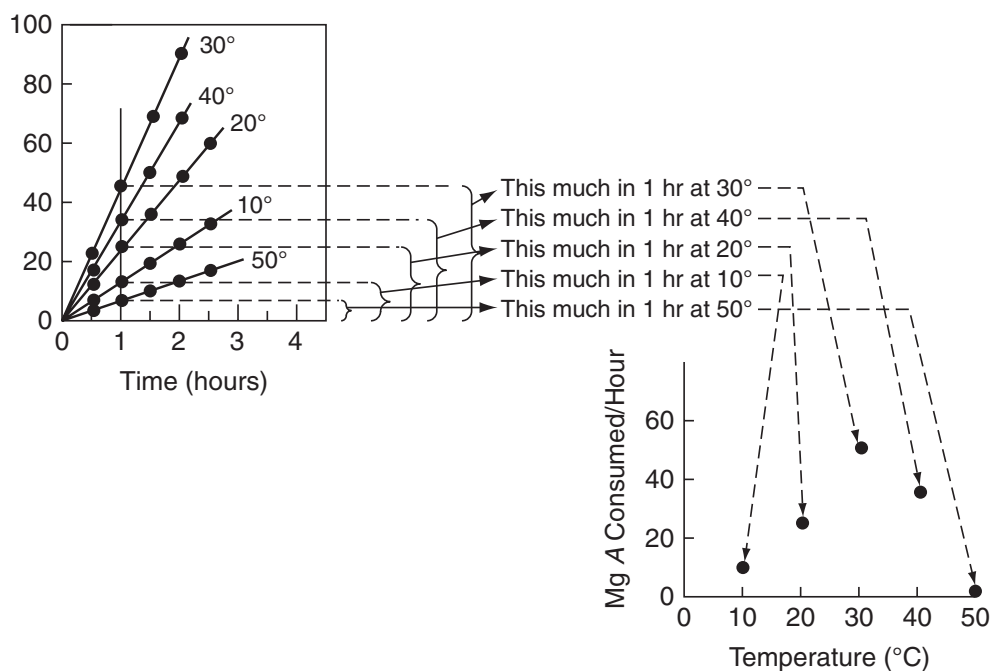 100
80
60
40
20
0
30°
40°
20°
10°
50°
0 1 2 3 4
Time (hours)
This much in 1 hr at 30°
This much in 1 hr at 40°
This much in 1 hr at 20°
This much in 1 hr at 10°
This much in 1 hr at 50°
Mg A Consumed/Hour
60
40
20
0
0 10 20 30 40 50
Temperature (°C)